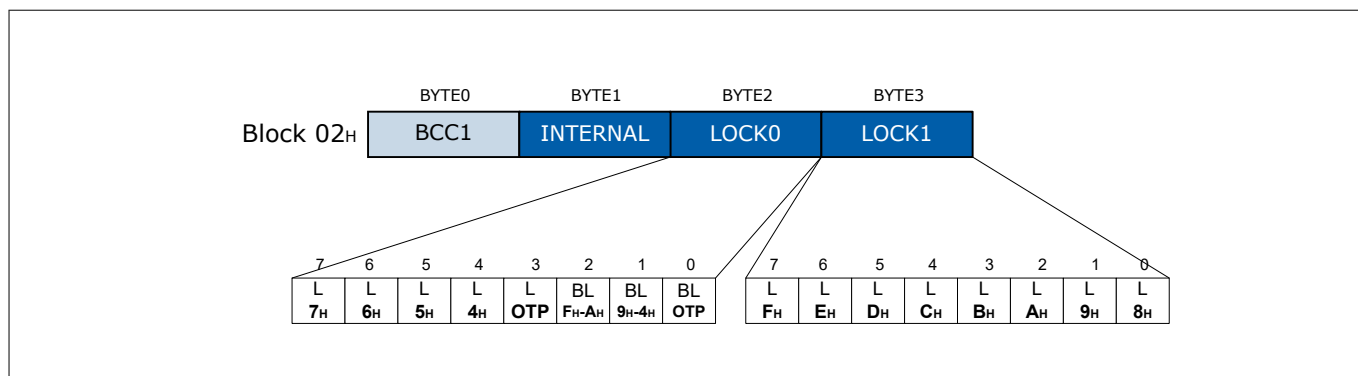 BYTE0 BYTE1 BYTE2 BYTE3
Block 02H BCC1 INTERNAL LOCK0 LOCK1
7 6 5 4 3 2 1 0 7 6 5 4 3 2 1 0
L L L L L BL BL BL L L L L L L L L
7H 6H 5H 4H OTP FH-AH 9H-4H OTP FH EH DH CH BH AH 9H 8H